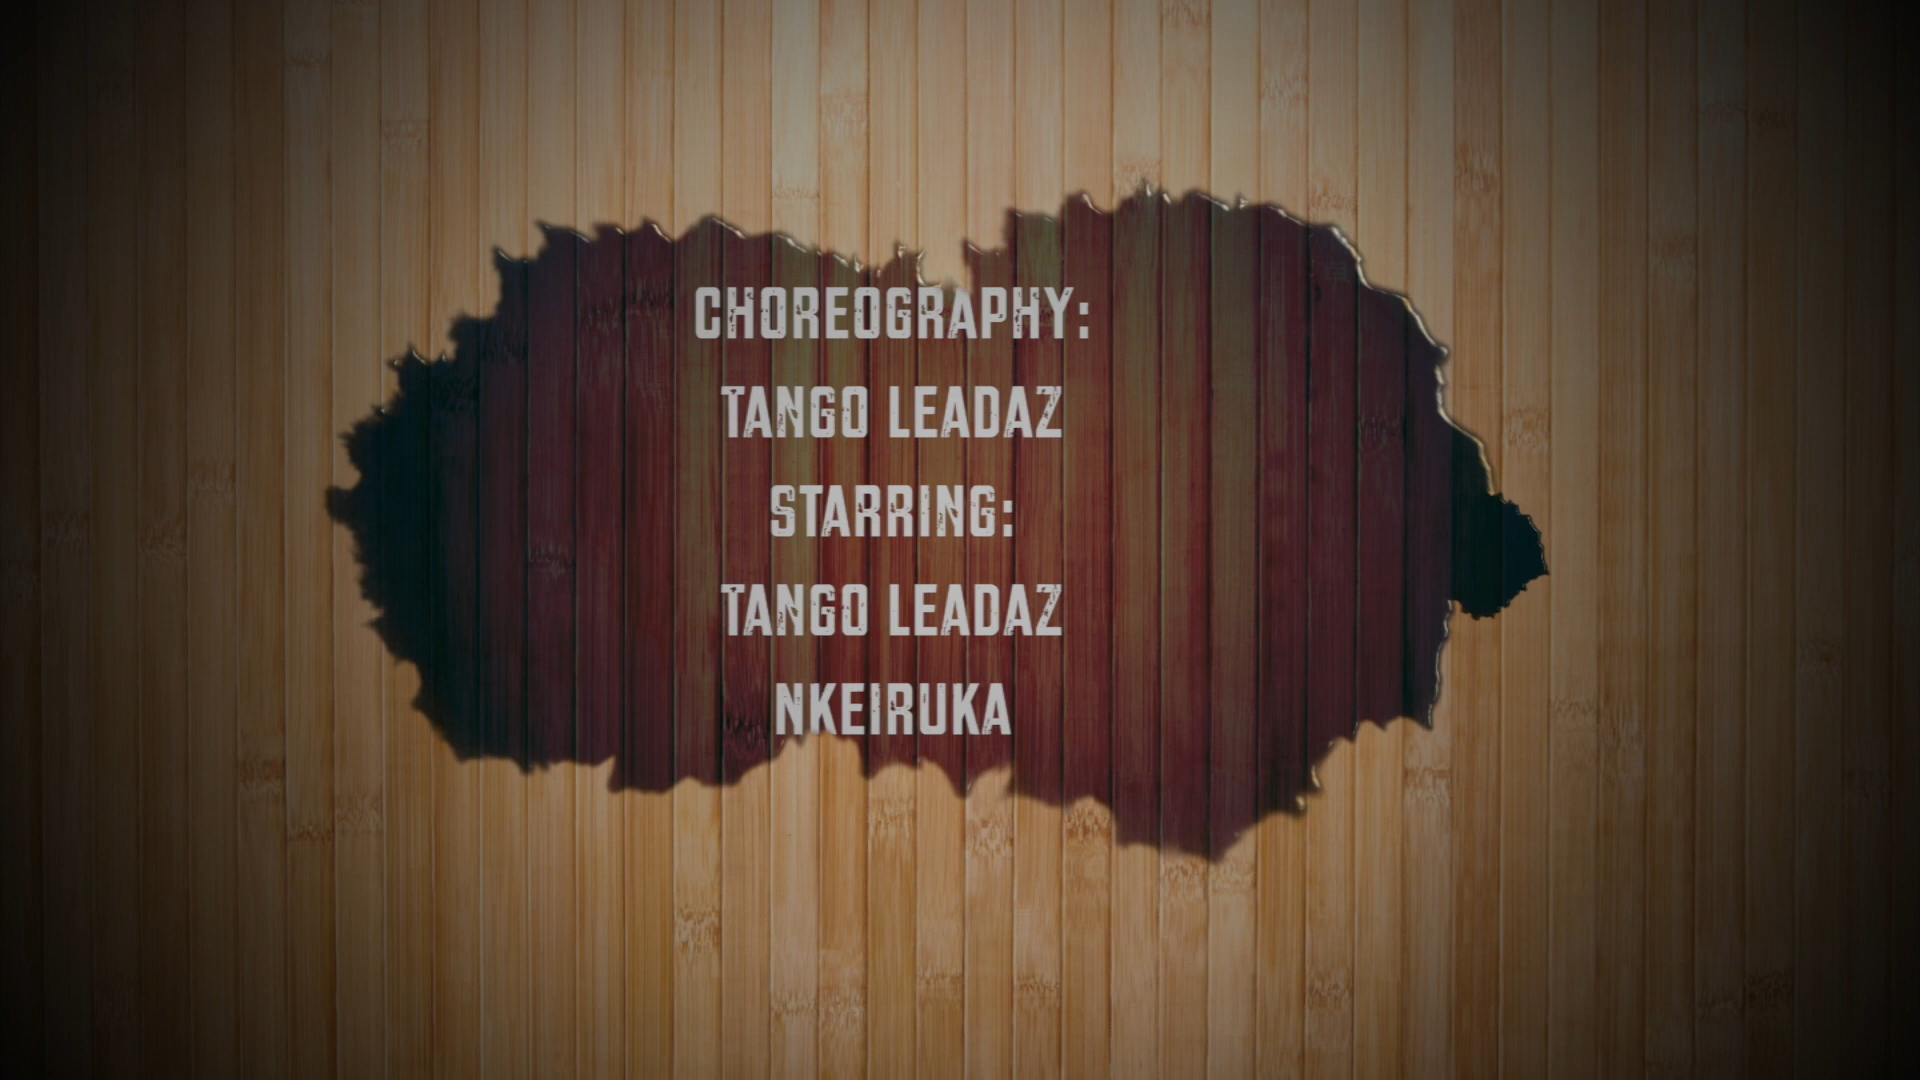 CHOREOGRAPHY:
TANGO LEADAZ
STARRING:
TANGO LEADAZ
NKEIRUKA